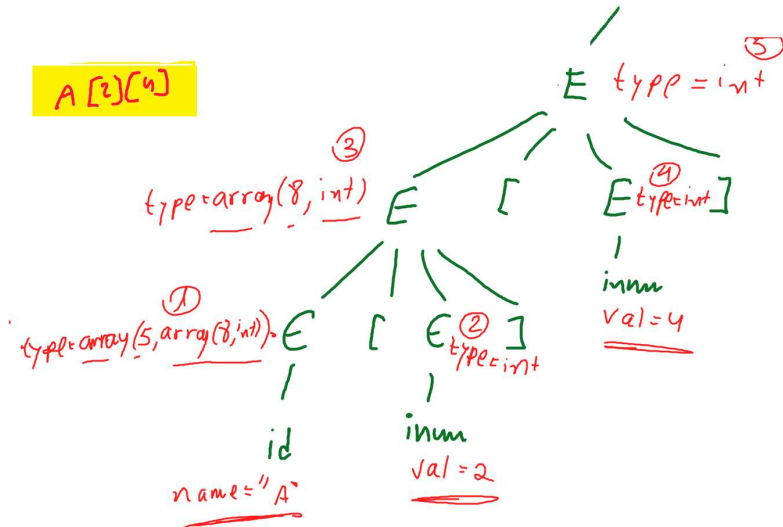 ⑤
A[2][4]
E type = int
③
type=array(8, int)
E [ E ④ type=int ]
inum
val=4
①
type=array(5,array(8,int))
E [ E ② type=int ]
id inum
name="A" val=2